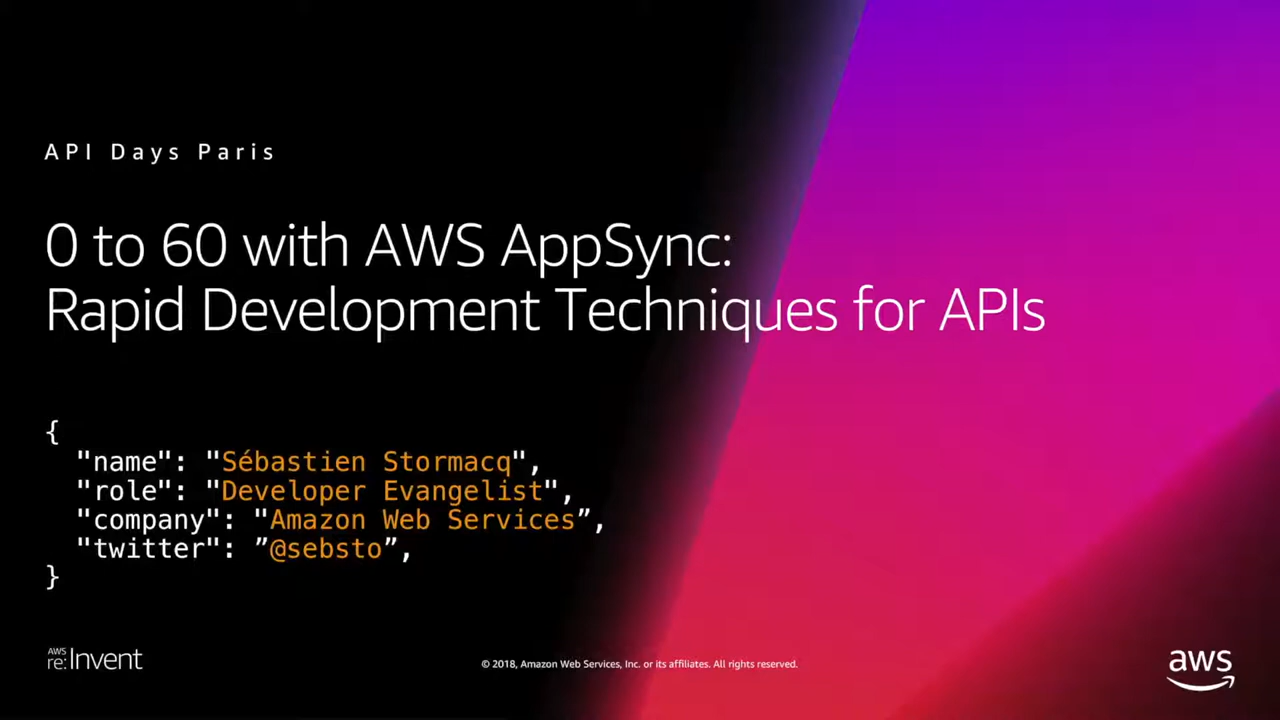 API Days Paris
0 to 60 with AWS AppSync:
Rapid Development Techniques for APIs
{
"name": "Sébastien Stormacq",
"role": "Developer Evangelist",
"company": "Amazon Web Services”,
"twitter": ”@sebsto”,
}
AWS
re:Invent
© 2018, Amazon Web Services, Inc. or its affiliates. All rights reserved.
aws